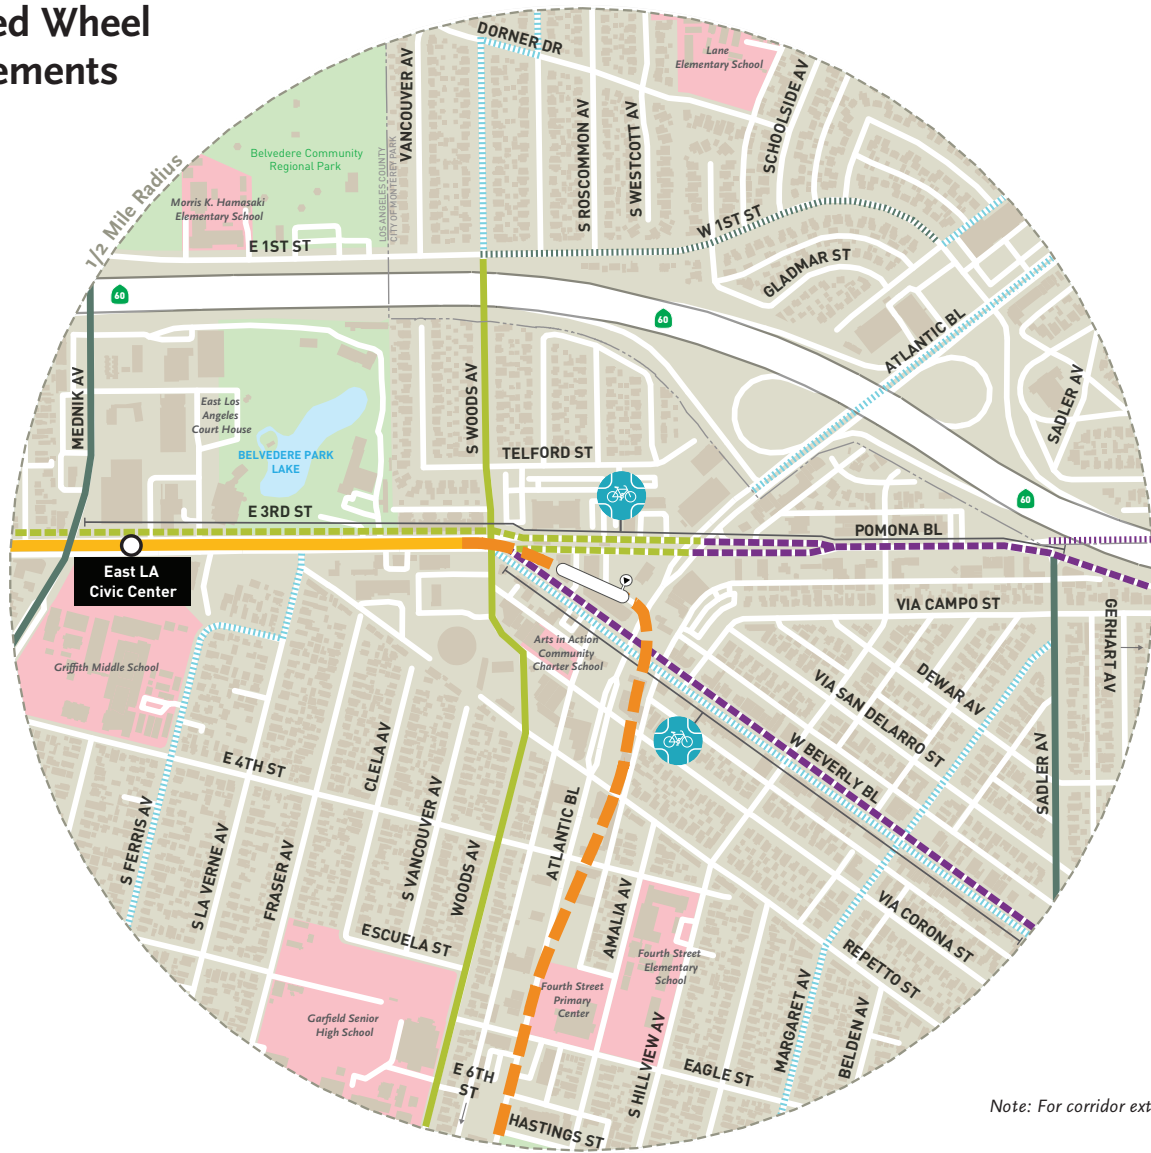 ed Wheel
ements
DORNER DR
Lane
Elementary School
VANCOUVER AV
SCHOOLSIDE AV
S ROSCOMMON AV
S WESTCOTT AV
Belvedere Community
Regional Park
LOS ANGELES COUNTY
CITY OF MONTEREY PARK
1/2 Mile Radius
Morris K. Hamasaki
Elementary School
E 1ST ST
W 1ST ST
GLADMAR ST
60
60
ATLANTIC BL
MEDNIK AV
S WOODS AV
SADLER AV
East Los
Angeles
Court House
BELVEDERE PARK
LAKE
TELFORD ST
60
E 3RD ST
POMONA BL
East LA
Civic Center
VIA CAMPO ST
GERHART AV
Griffith Middle School
Arts in Action
Community
Charter School
DEWAR AV
VIA SAN DELARRO ST
W BEVERLY BL
SADLER AV
E 4TH ST
CLELA AV
S FERRIS AV
S LA VERNE AV
FRASER AV
S VANCOUVER AV
WOODS AV
ATLANTIC BL
AMALIA AV
VIA CORONA ST
ESCUELA ST
REPETTO ST
Fourth Street
Elementary
School
Fourth Street
Primary
Center
Garfield Senior
High School
MARGARET AV
BELDEN AV
S HILLVIEW AV
EAGLE ST
E 6TH
ST
HASTINGS ST
Note: For corridor ext